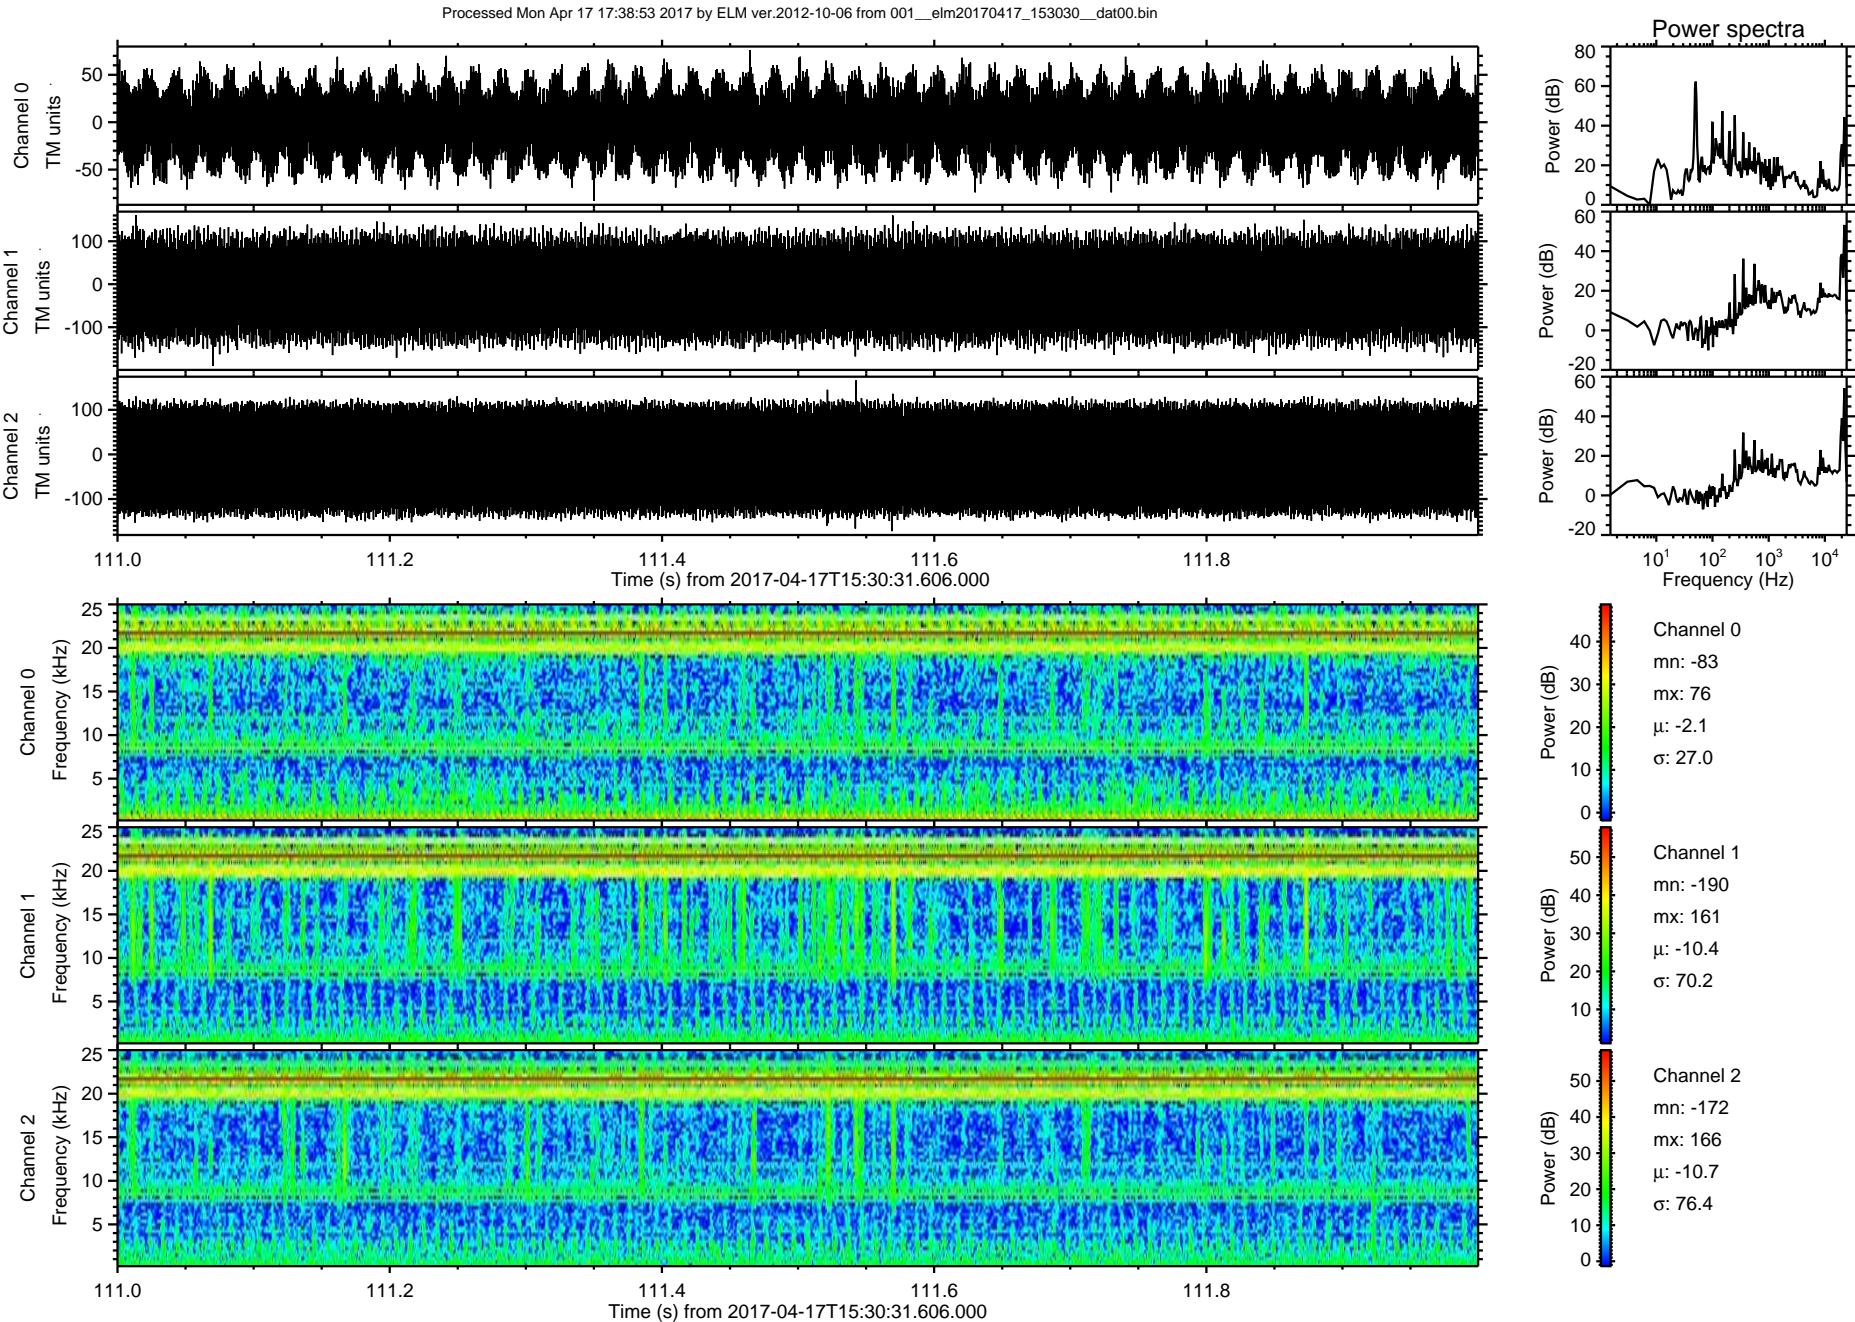 Processed Mon Apr 17 17:38:53 2017 by ELM ver.2012-10-06 from 001__elm20170417_153030__dat00.bin
Power spectra
Channel 0
TM units
50
0
-50
Power (dB)
80
60
40
20
0
Channel 1
TM units
100
0
-100
Power (dB)
60
40
20
0
-20
Channel 2
TM units
100
0
-100
Power (dB)
60
40
20
0
-20
111.0 111.2 111.4 111.6 111.8
Time (s) from 2017-04-17T15:30:31.606.000
10^1 10^2 10^3 10^4
Frequency (Hz)
Channel 0
Frequency (kHz)
25
20
15
10
5
Power (dB)
40
30
20
10
0
Channel 0
mn: -83
mx: 76
µ: -2.1
σ: 27.0
Channel 1
Frequency (kHz)
25
20
15
10
5
Power (dB)
50
40
30
20
10
Channel 1
mn: -190
mx: 161
µ: -10.4
σ: 70.2
Channel 2
Frequency (kHz)
25
20
15
10
5
Power (dB)
50
40
30
20
10
0
Channel 2
mn: -172
mx: 166
µ: -10.7
σ: 76.4
111.0 111.2 111.4 111.6 111.8
Time (s) from 2017-04-17T15:30:31.606.000